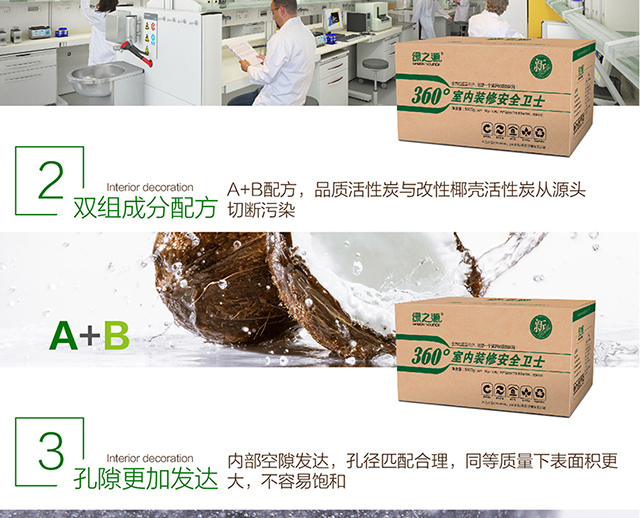 绿之源®
360°室内装修安全卫士
2
Interior decoration
双组成分配方
A+B配方，品质活性炭与改性椰壳活性炭从源头
切断污染
A+B
绿之源®
360°室内装修安全卫士
3
Interior decoration
孔隙更加发达
内部空隙发达，孔径匹配合理，同等质量下表面积更
大，不容易饱和